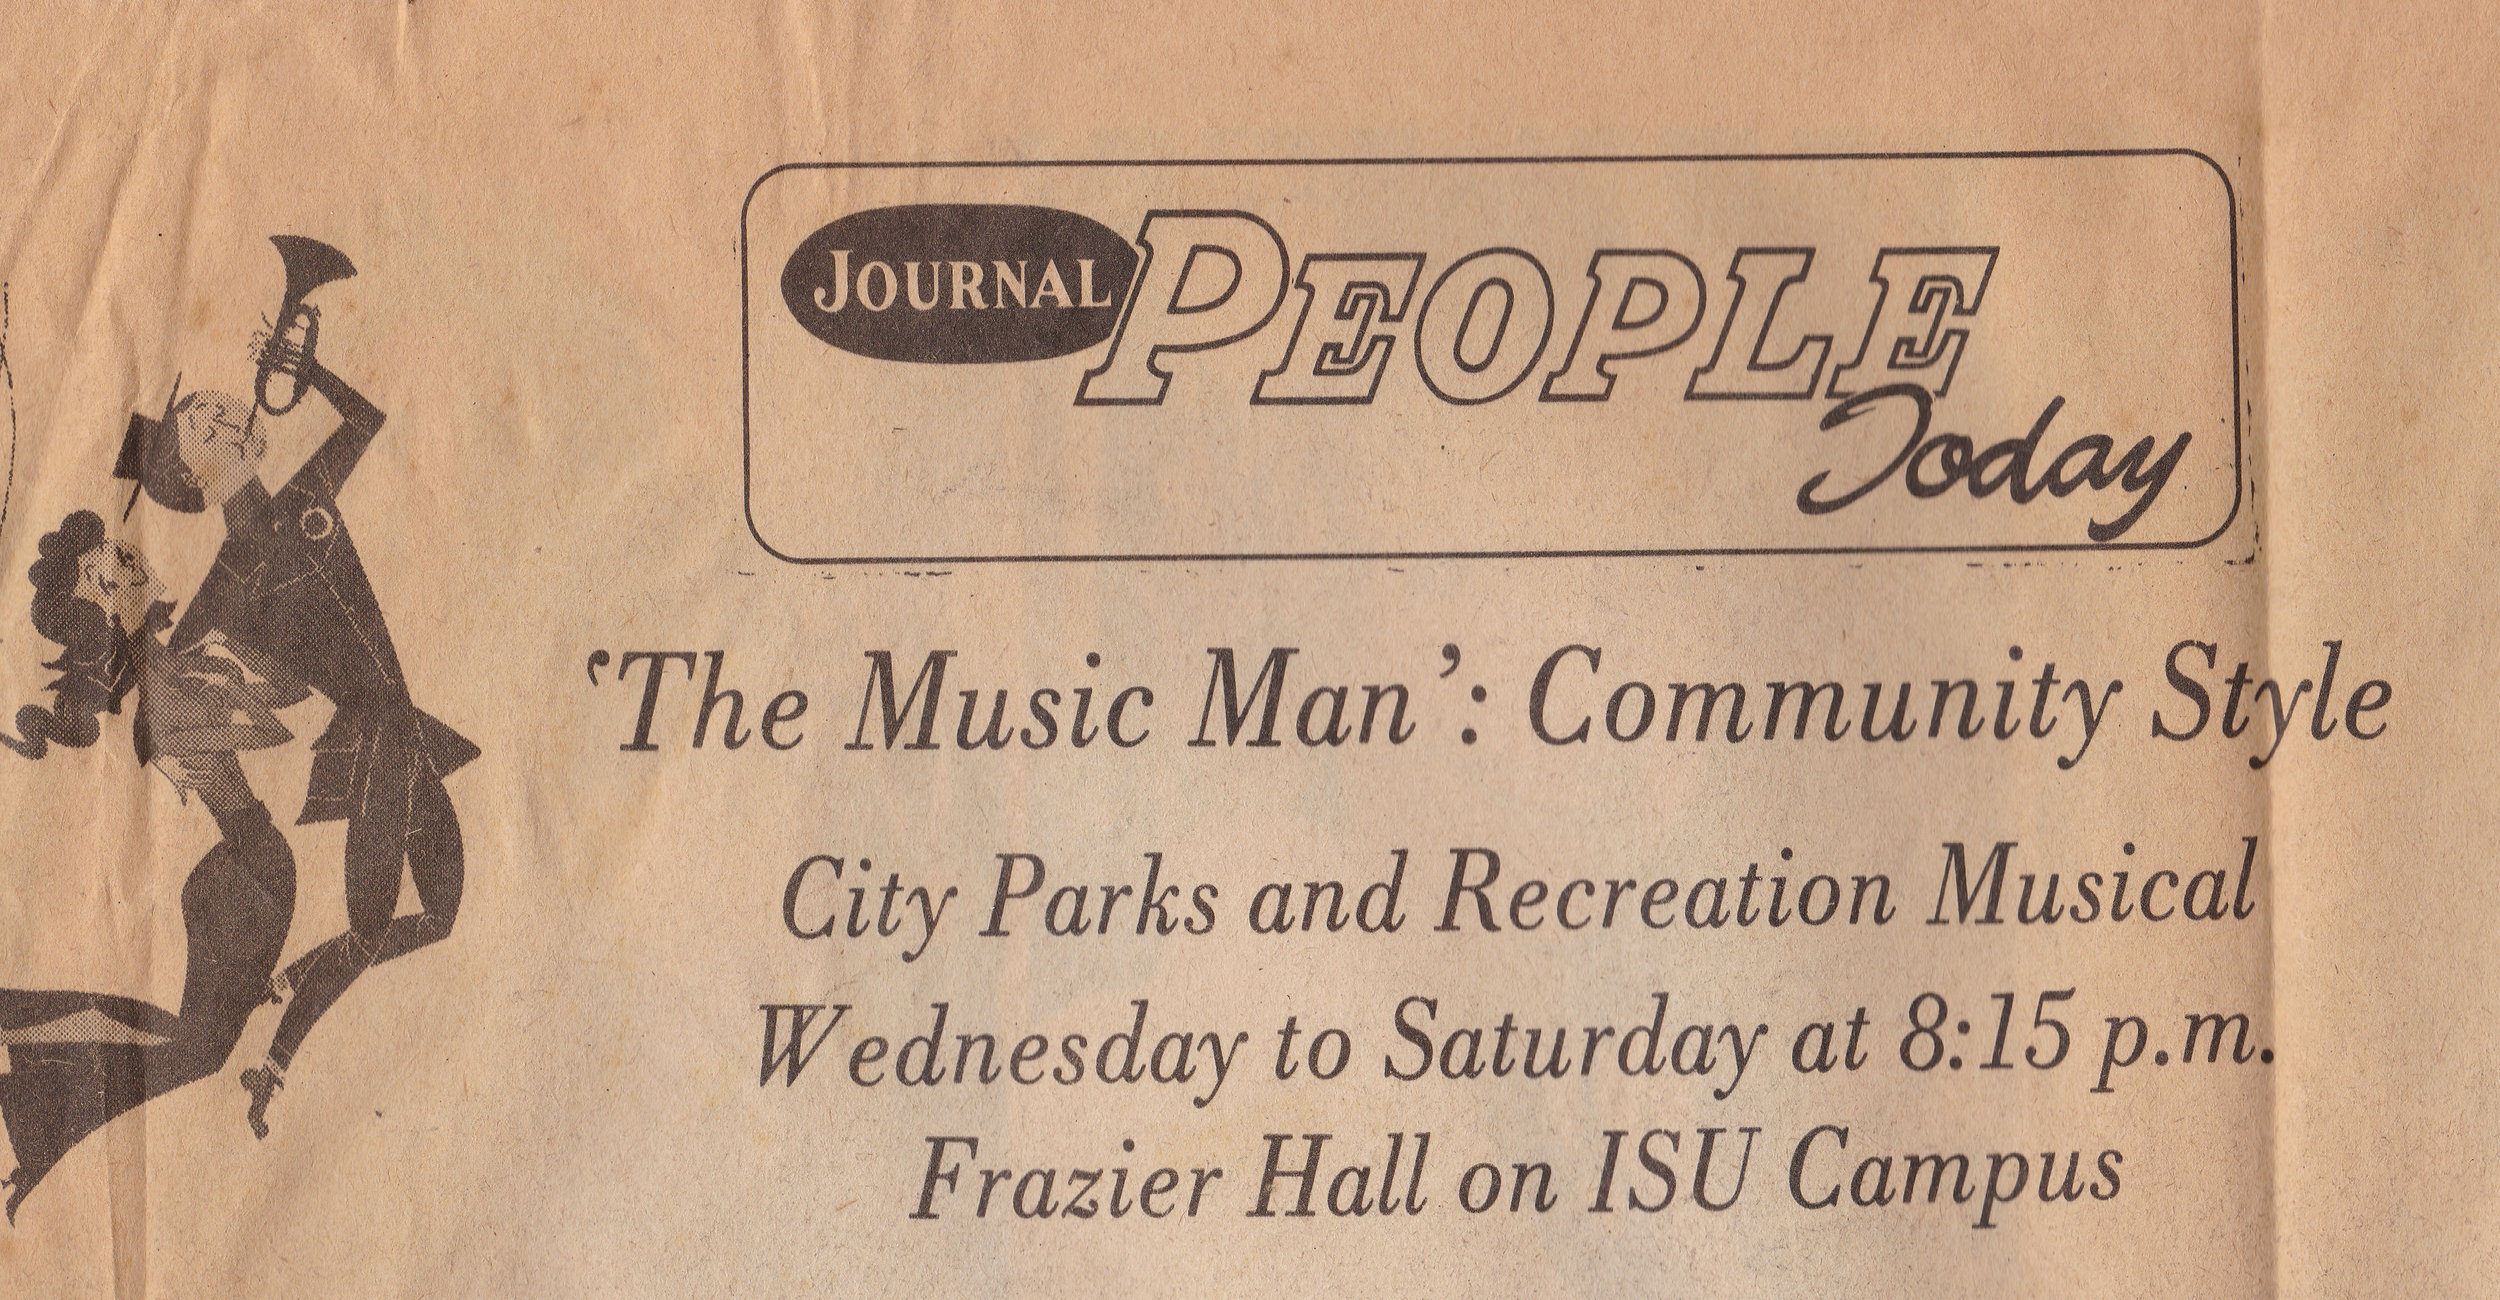 JOURNAL PEOPLE
Today
‘The Music Man’: Community Style
City Parks and Recreation Musical
Wednesday to Saturday at 8:15 p.m.
Frazier Hall on ISU Campus